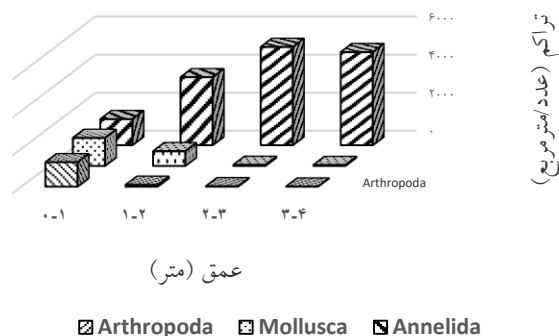 ۶۰۰۰
۴۰۰۰
۲۰۰۰
۰
تراکم (عدد/متر مربع)
Arthropoda
۰-۱ ۱-۲ ۲-۳ ۳-۴
عمق (متر)
Arthropoda Mollusca Annelida